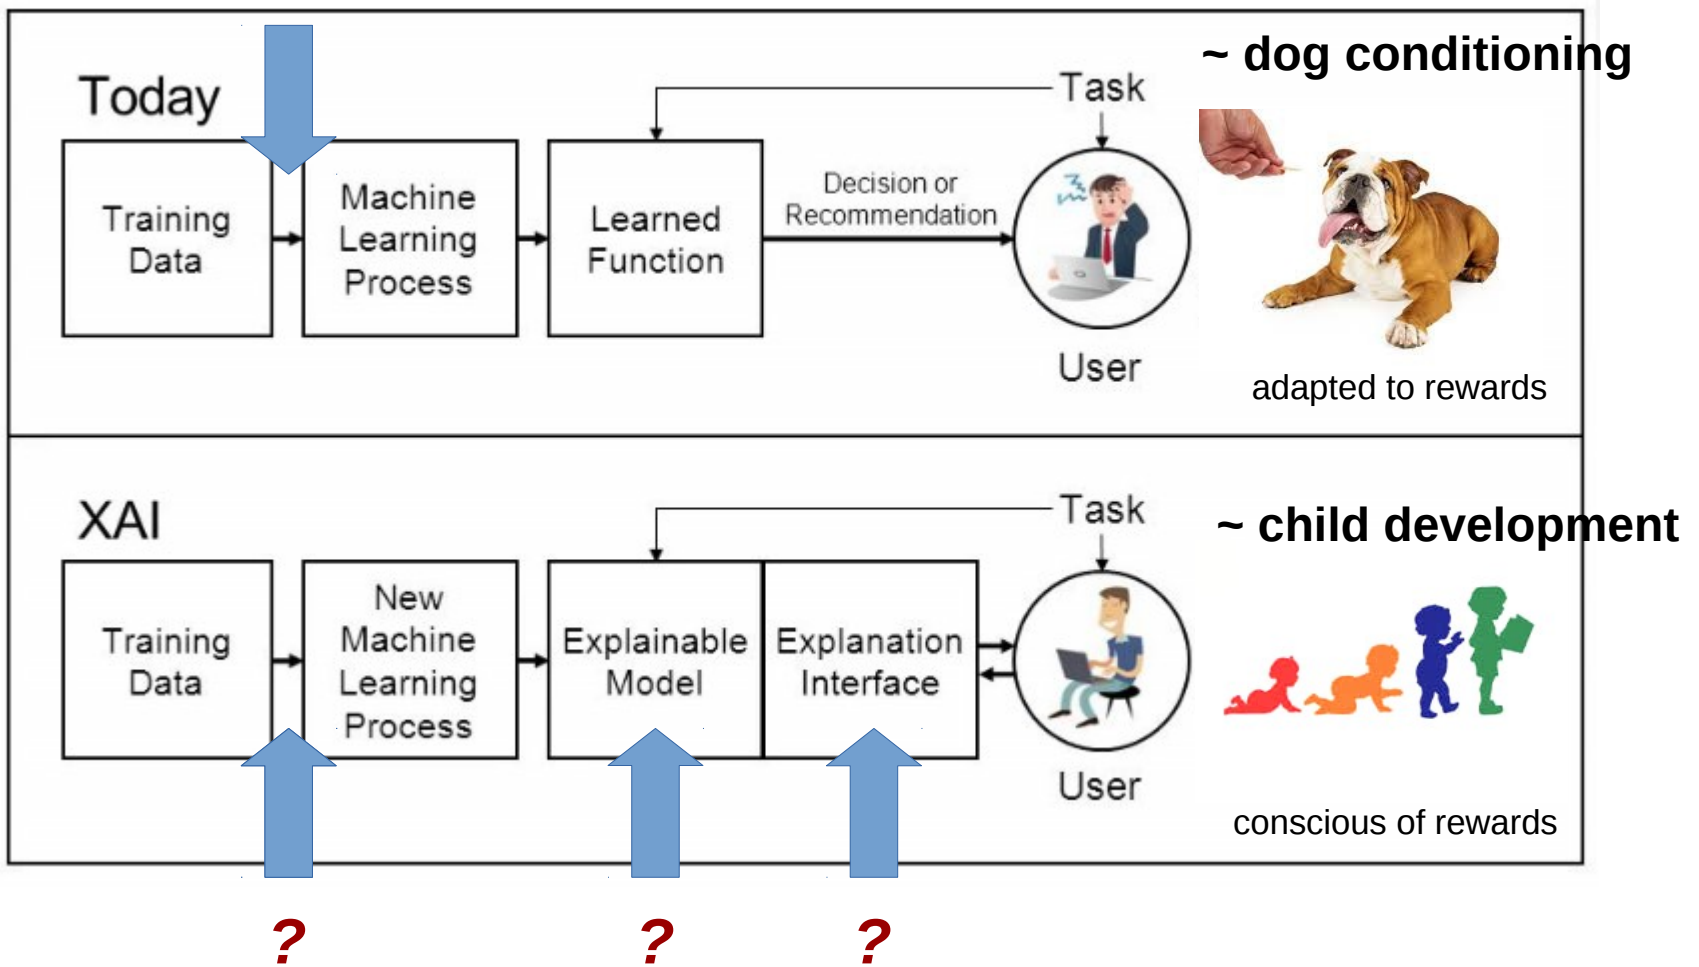 ~ dog conditioning
Today
Task
Training
Data
Machine
Learning
Process
Learned
Function
Decision or
Recommendation
User
adapted to rewards
XAI
Task
~ child development
Training
Data
New
Machine
Learning
Process
Explainable
Model
Explanation
Interface
User
conscious of rewards
? ? ?